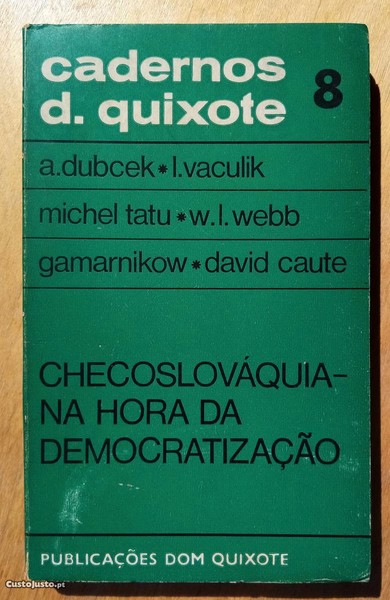 cadernos
d. quixote 8
a.dubcek * l.vaculik
michel tatu * w.l.webb
gamarnikow * david caute
CHECOSLOVÁQUIA–
NA HORA DA
DEMOCRATIZAÇÃO
PUBLICAÇÕES DOM QUIXOTE
CustoJusto.pt